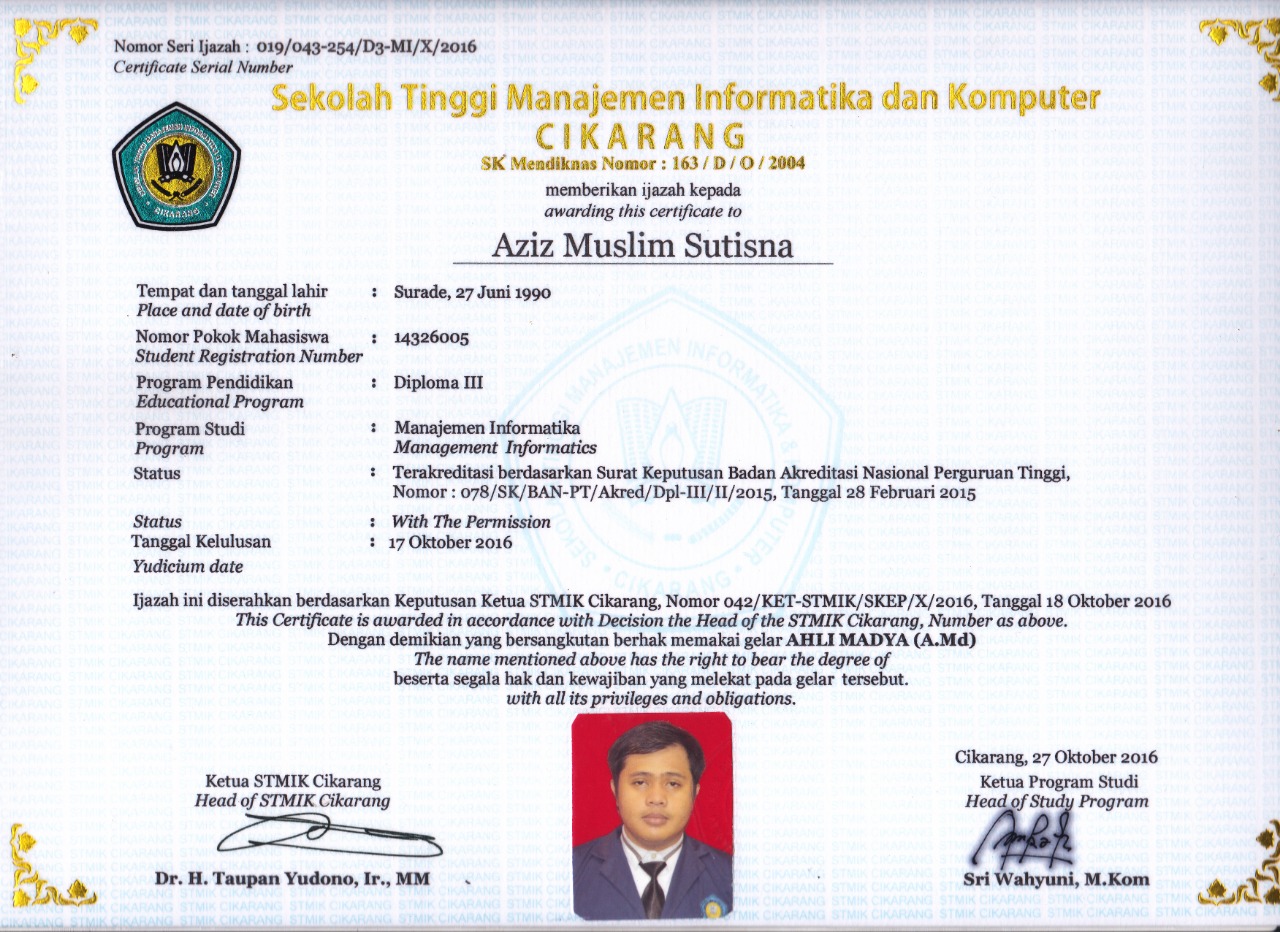 Nomor Seri Ijazah : 019/043-254/D3-MI/X/2016
Certificate Serial Number
Sekolah Tinggi Manajemen Informatika dan Komputer
CIKARANG
SK Mendiknas Nomor : 163 / D / O / 2004
memberikan ijazah kepada
awarding this certificate to
Aziz Muslim Sutisna
Tempat dan tanggal lahir : Surade, 27 Juni 1990
Place and date of birth
Nomor Pokok Mahasiswa : 14326005
Student Registration Number
Program Pendidikan : Diploma III
Educational Program
Program Studi : Manajemen Informatika
Program Management Informatics
Status : Terakreditasi berdasarkan Surat Keputusan Badan Akreditasi Nasional Perguruan Tinggi,
Nomor : 078/SK/BAN-PT/Akred/Dpl-III/II/2015, Tanggal 28 Februari 2015
Status : With The Permission
Tanggal Kelulusan : 17 Oktober 2016
Yudicium date
Ijazah ini diserahkan berdasarkan Keputusan Ketua STMIK Cikarang, Nomor 042/KET-STMIK/SKEP/X/2016, Tanggal 18 Oktober 2016
This Certificate is awarded in accordance with Decision the Head of the STMIK Cikarang, Number as above.
Dengan demikian yang bersangkutan berhak memakai gelar AHLI MADYA (A.Md)
The name mentioned above has the right to bear the degree of
beserta segala hak dan kewajiban yang melekat pada gelar tersebut.
with all its privileges and obligations.
Cikarang, 27 Oktober 2016
Ketua STMIK Cikarang
Head of STMIK Cikarang
Dr. H. Taupan Yudono, Ir., MM
Ketua Program Studi
Head of Study Program
Sri Wahyuni, M.Kom